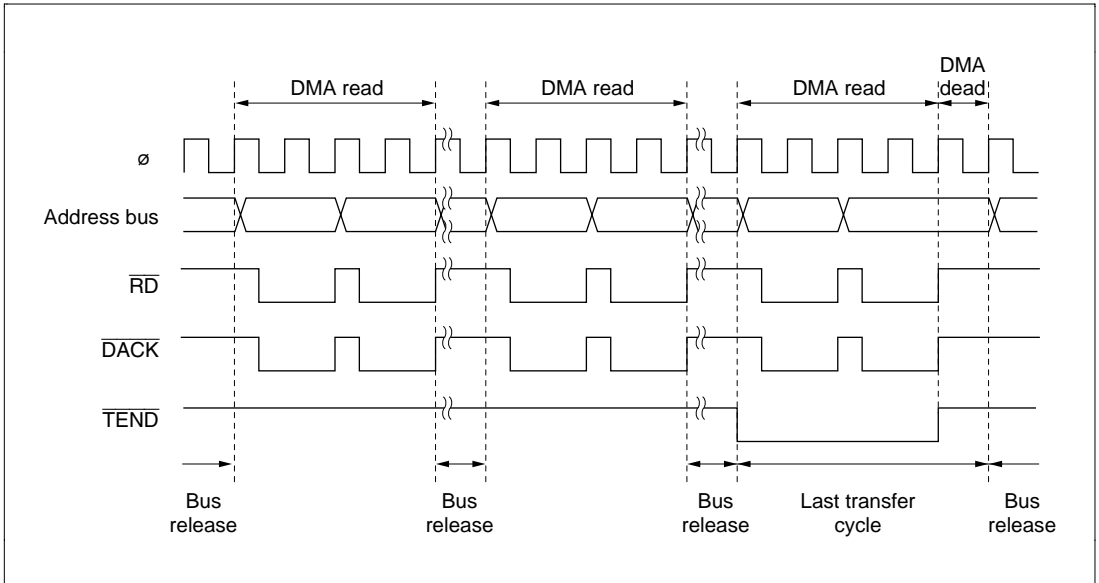 DMA read
DMA read
DMA read
DMA
dead
ø
Address bus
RD
DACK
TEND
Bus
release
Bus
release
Bus
release
Last transfer
cycle
Bus
release